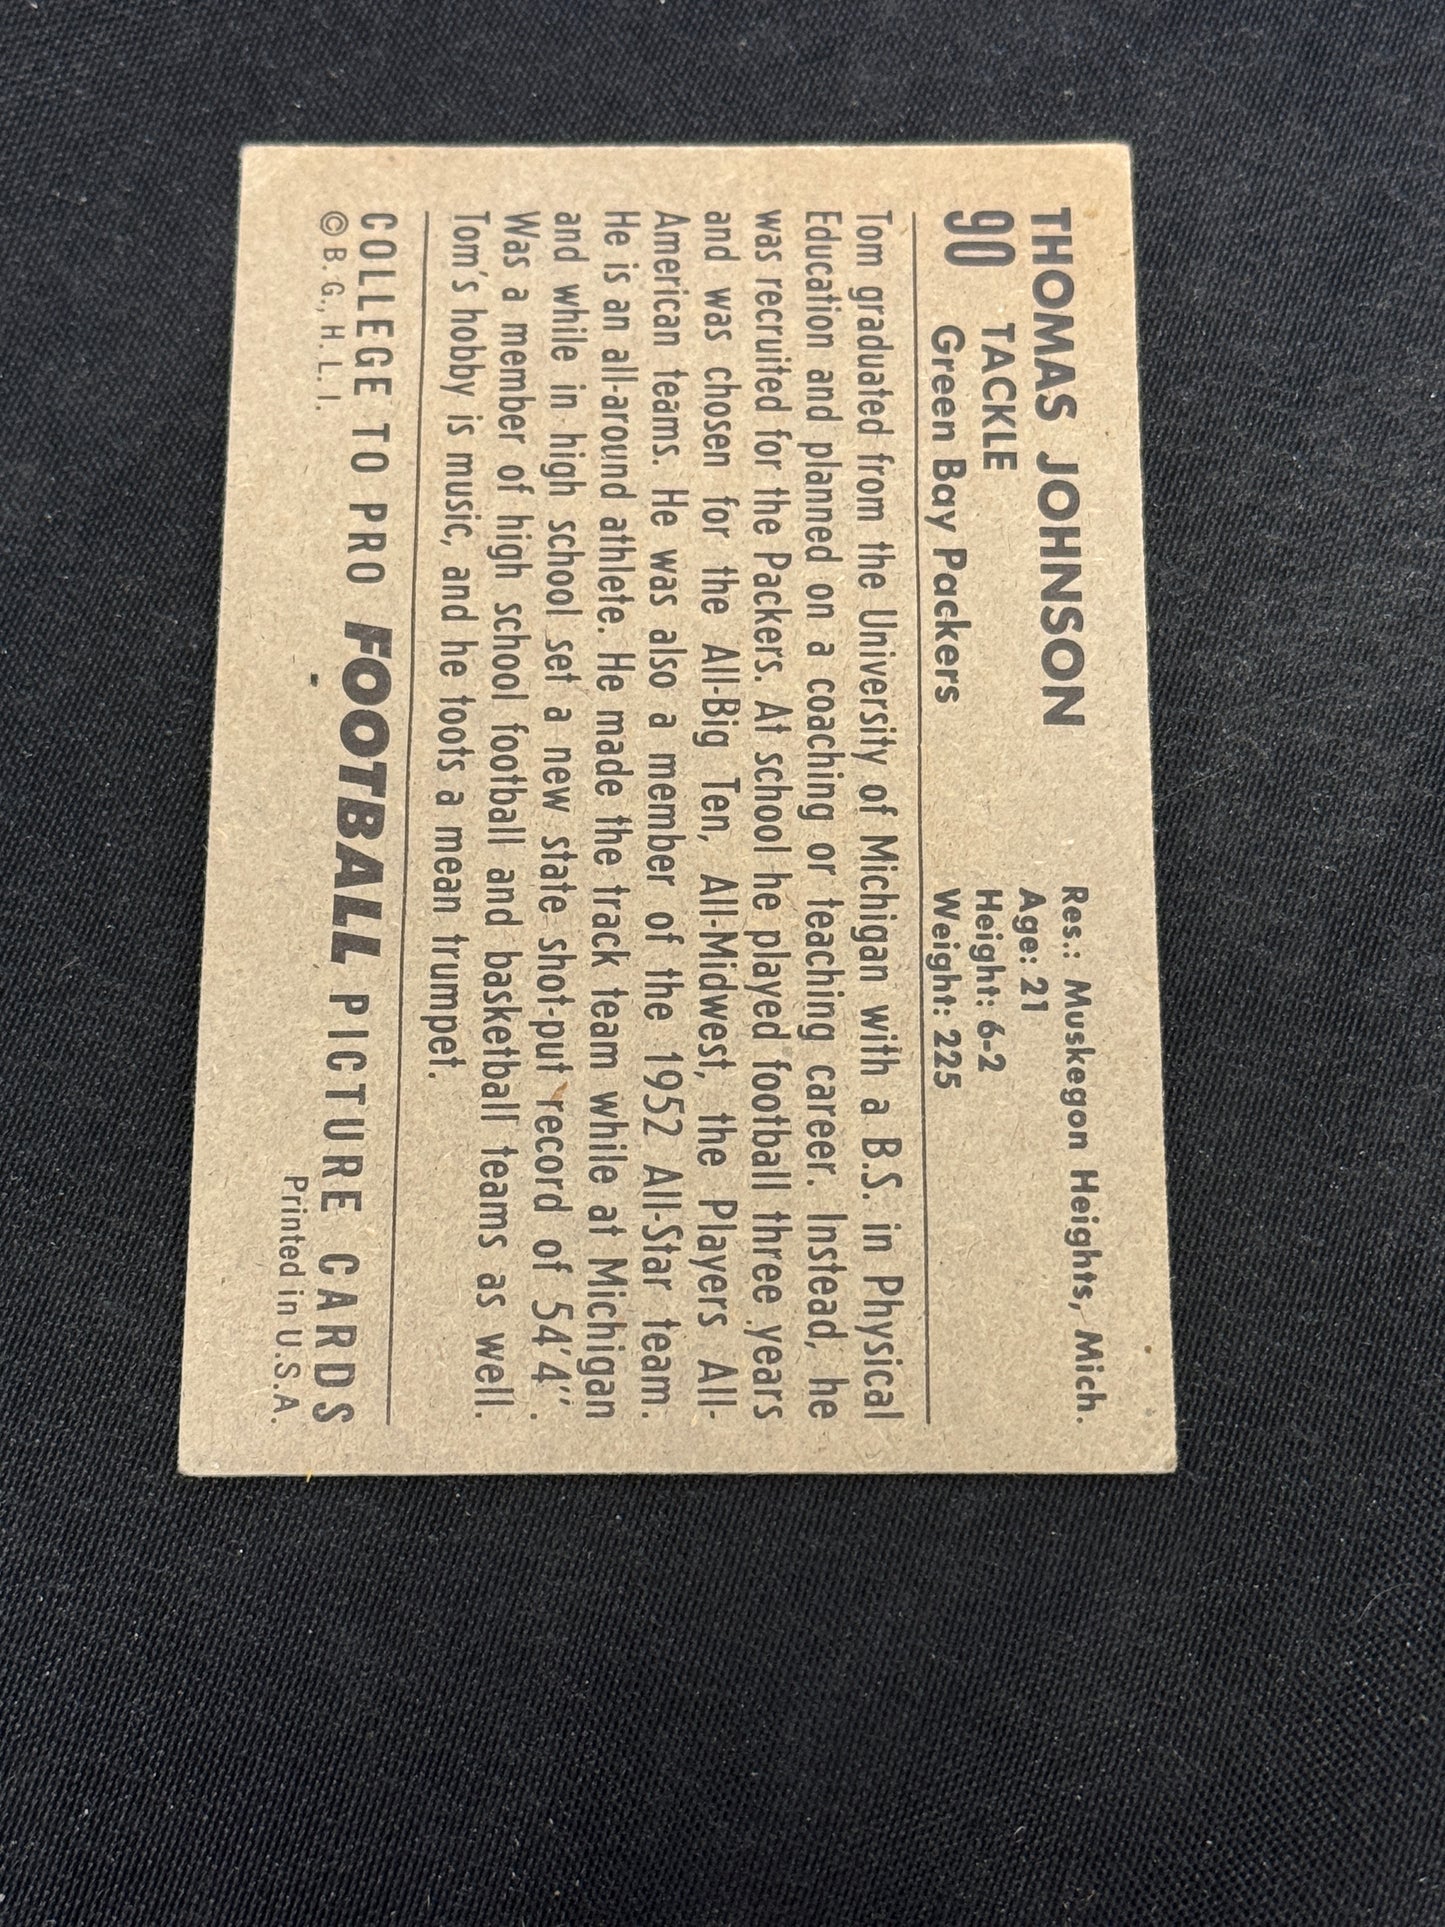 THOMAS JOHNSON
90 TACKLE
Green Bay Packers
Res.: Muskegon Heights, Mich.
Age: 21
Height: 6-2
Weight: 225
Tom graduated from the University of Michigan with a B.S. in Physical
Education and planned on a coaching or teaching career. Instead, he
was recruited for the Packers. At school he played football three years
and was chosen for the All-Big Ten, All-Midwest, the Players All-
American teams. He was also a member of the 1952 All-Star team.
He is an all-around athlete. He made the track team while at Michigan
and while in high school set a new state shot-put record of 54'4".
Was a member of high school football and basketball teams as well.
Tom's hobby is music, and he toots a mean trumpet.
COLLEGE TO PRO FOOTBALL PICTURE CARDS
© B. G., H. L. I. Printed in U.S.A.